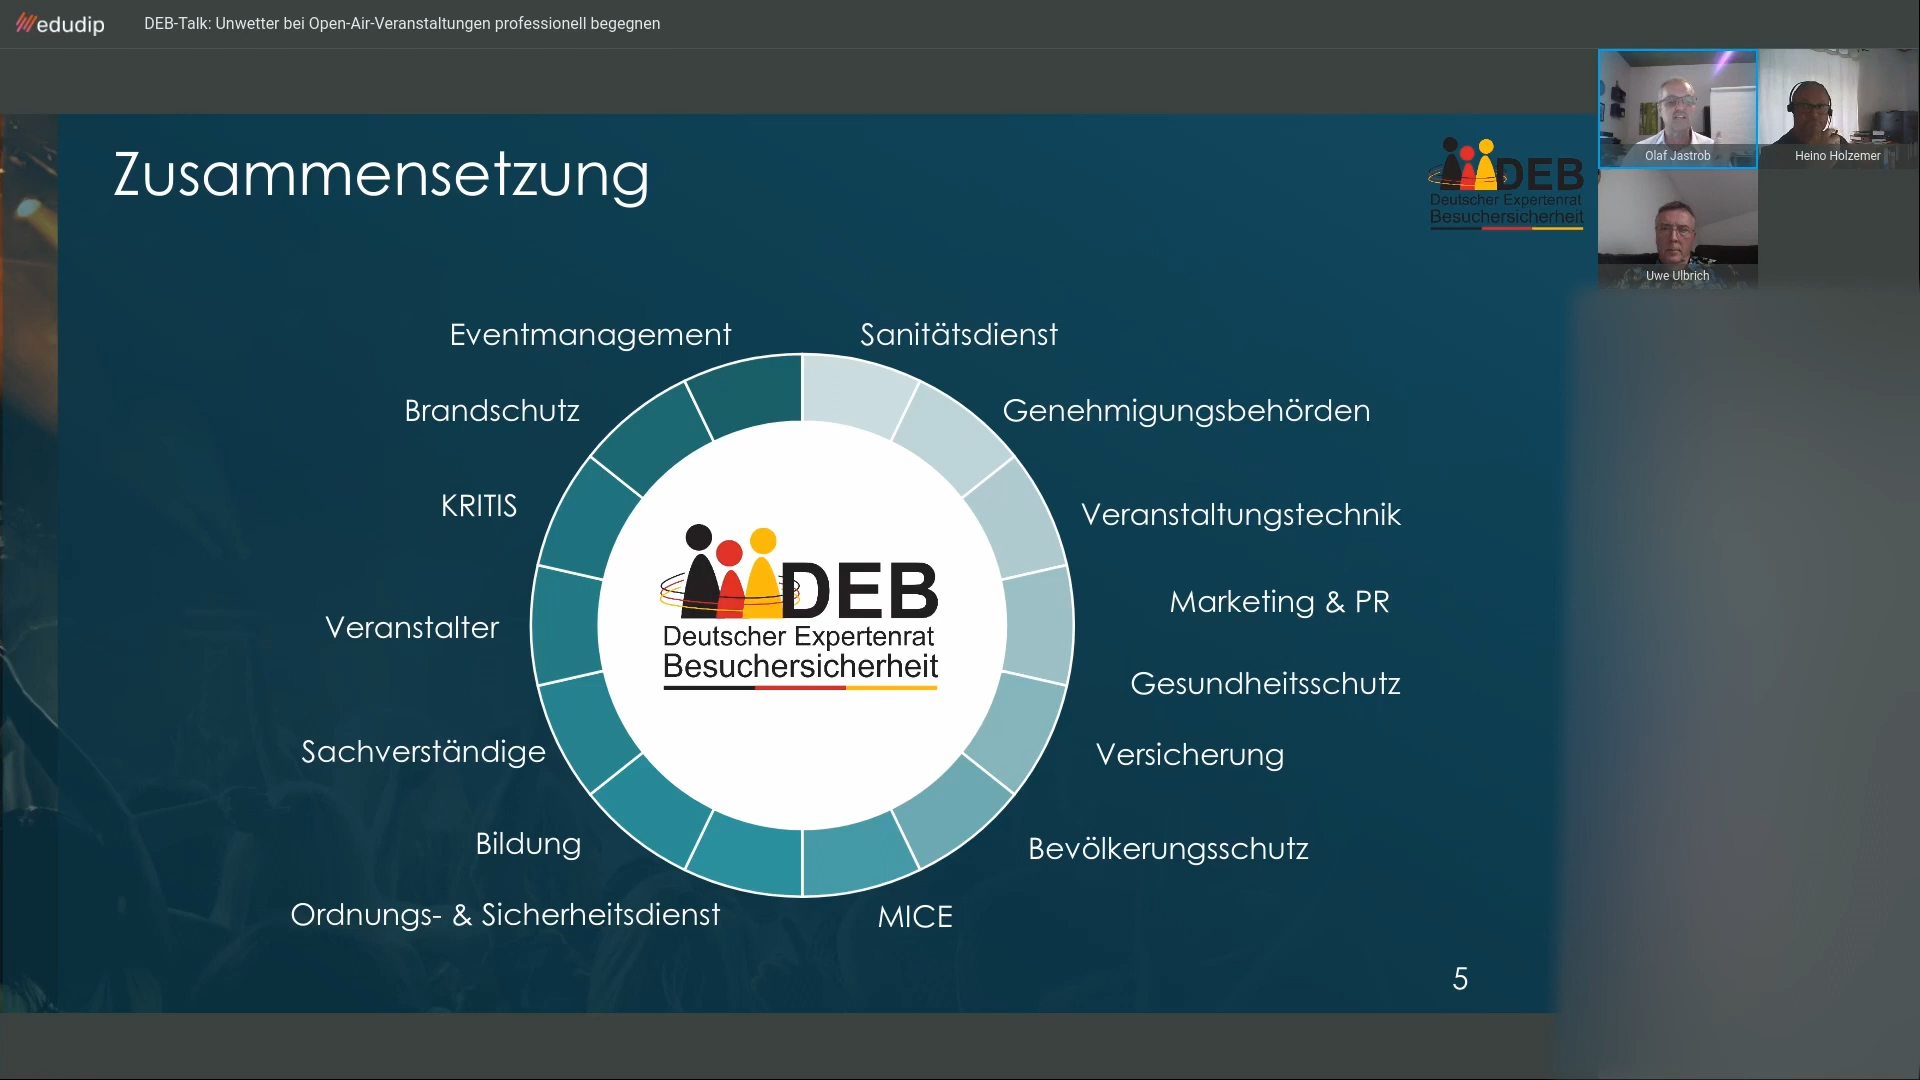 edudip
DEB-Talk: Unwetter bei Open-Air-Veranstaltungen professionell begegnen
Olaf Jastrob
Heino Holzemer
Uwe Ulbrich
Zusammensetzung
DEB
Deutscher Expertenrat
Besuchersicherheit
Eventmanagement
Sanitätsdienst
Brandschutz
Genehmigungsbehörden
KRITIS
Veranstaltungstechnik
Marketing & PR
Veranstalter
Gesundheitsschutz
Sachverständige
Versicherung
Bildung
Bevölkerungsschutz
Ordnungs- & Sicherheitsdienst
MICE
DEB
Deutscher Expertenrat
Besuchersicherheit
5